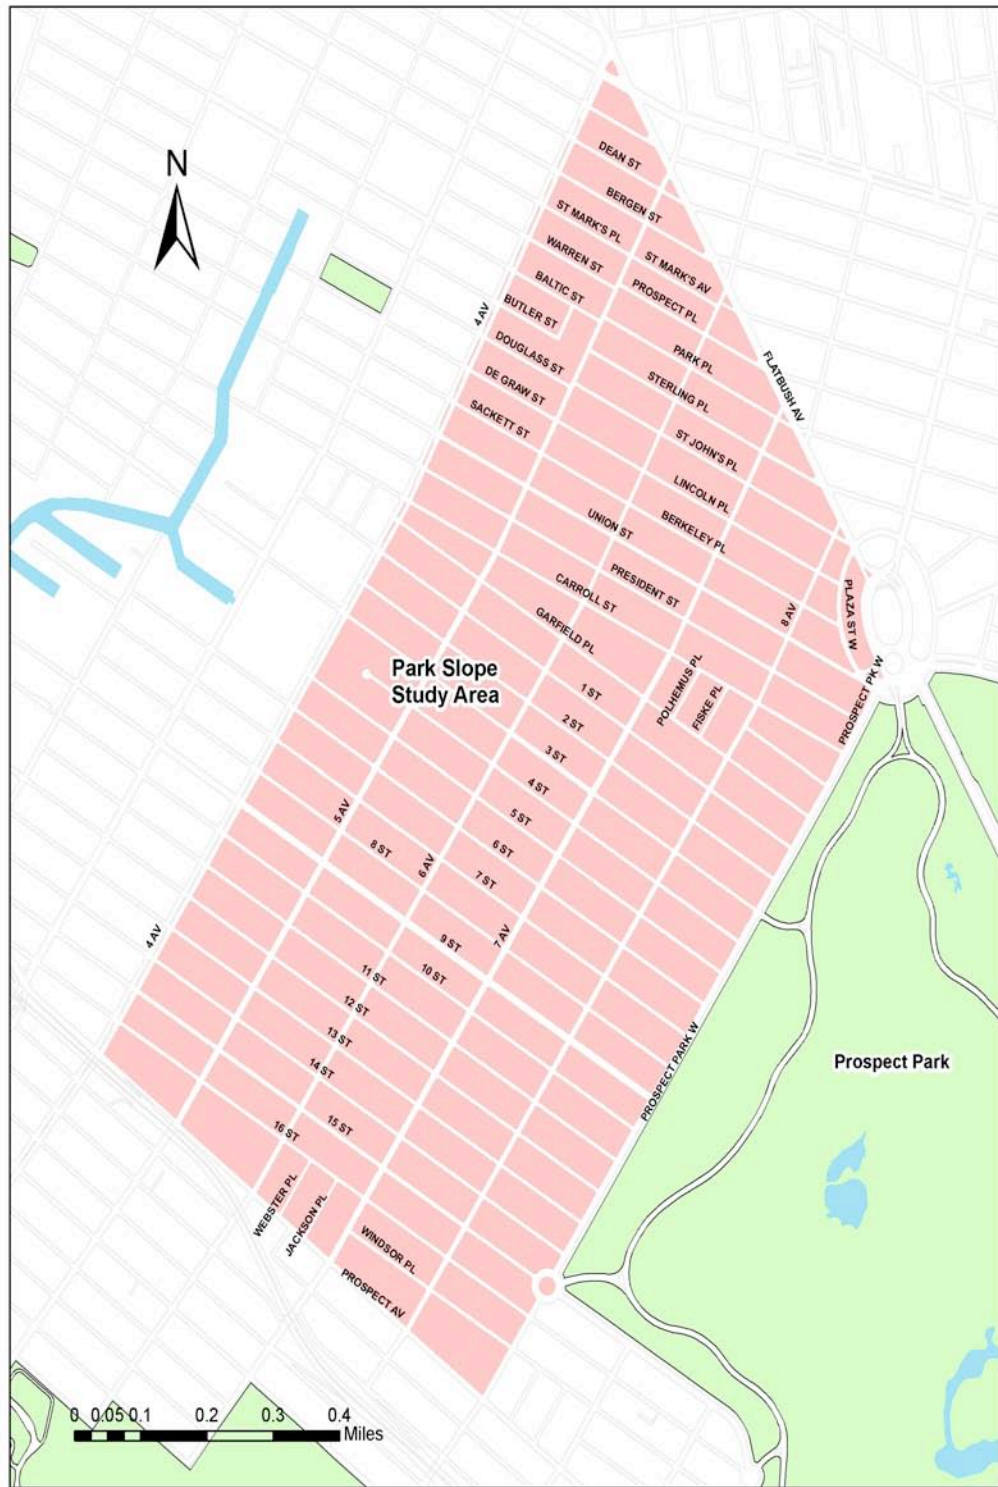 N
DEAN ST
BERGEN ST
ST MARK'S PL
ST MARK'S AV
WARREN ST
PROSPECT PL
BALTIC ST
BUTLER ST
4 AV
DOUGLASS ST
PARK PL
FLATBUSH AV
DE GRAW ST
STERLING PL
SACKETT ST
ST JOHN'S PL
LINCOLN PL
UNION ST
BERKELEY PL
PRESIDENT ST
CARROLL ST
8 AV
PLAZA ST W
GARFIELD PL
Park Slope
Study Area
1 ST
POLHEMUS PL
FISKE PL
PROSPECT PK W
2 ST
3 ST
4 ST
5 AV
5 ST
8 ST
6 AV
6 ST
7 ST
4 AV
9 ST
7 AV
10 ST
11 ST
12 ST
13 ST
14 ST
PROSPECT PARK W
Prospect Park
16 ST
15 ST
WEBSTER PL
JACKSON PL
WINDSOR PL
PROSPECT AV
0 0.05 0.1 0.2 0.3 0.4
Miles